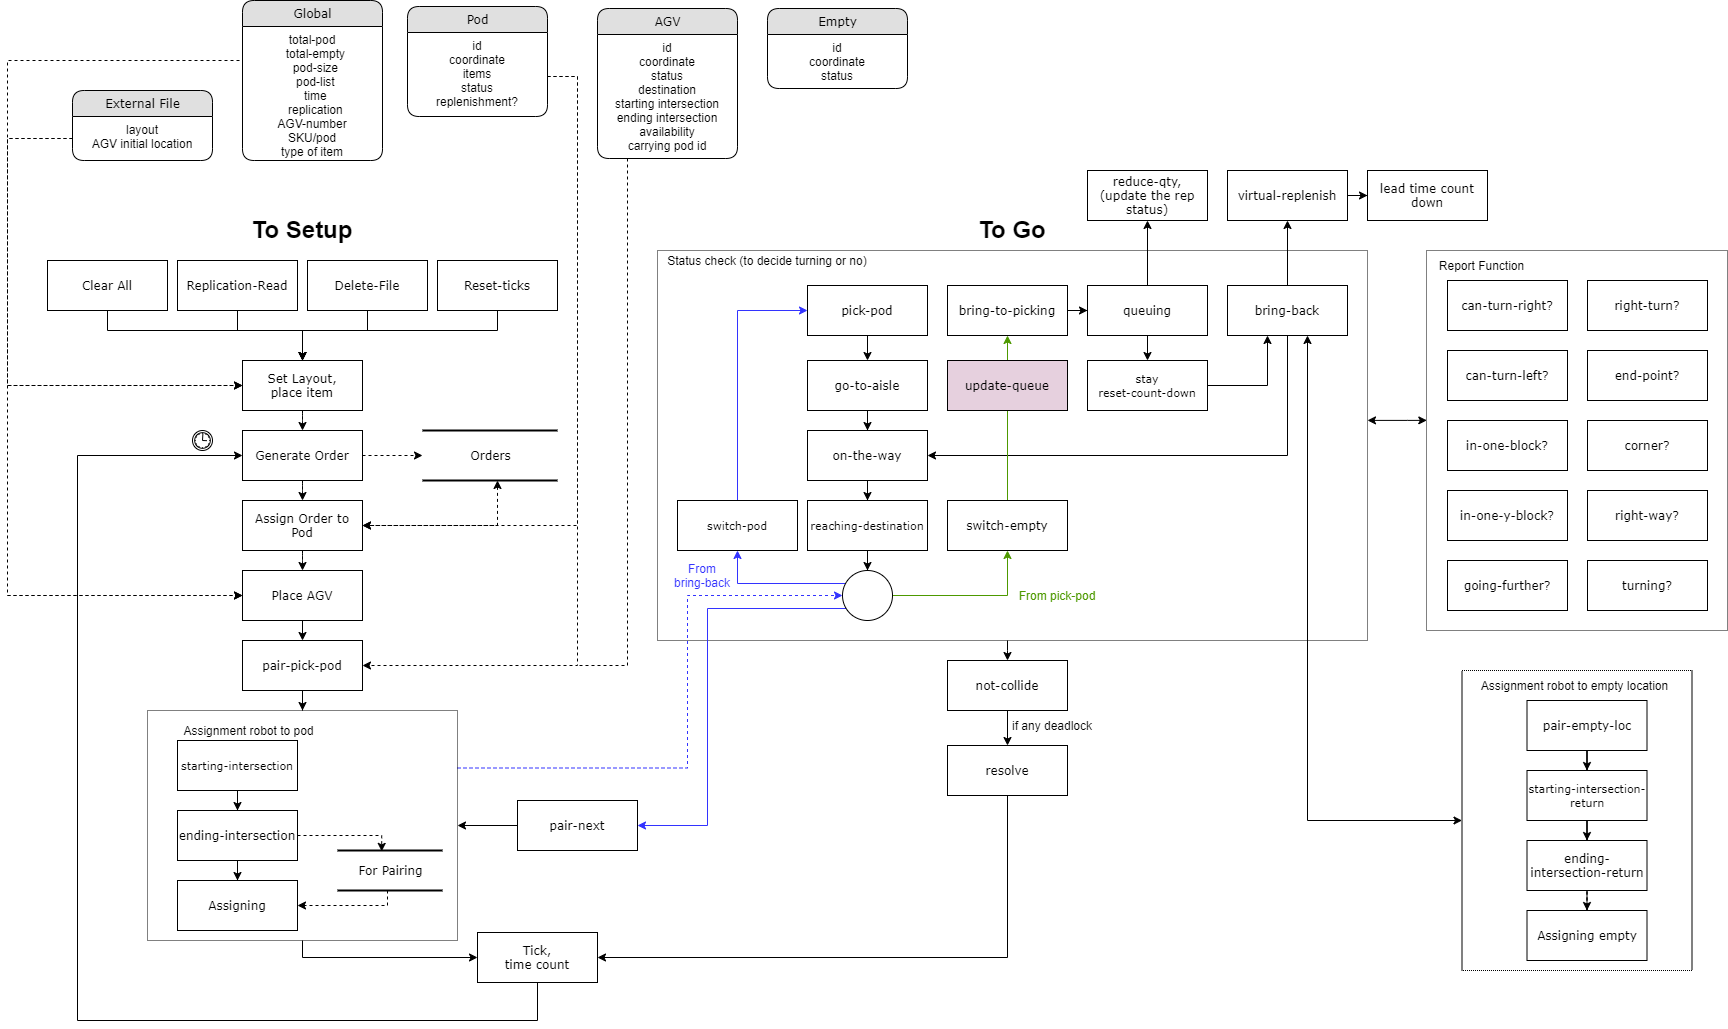 Global
total-pod
total-empty
pod-size
pod-list
time
replication
AGV-number
SKU/pod
type of item
Pod
id
coordinate
items
status
replenishment?
AGV
id
coordinate
status
destination
starting intersection
ending intersection
availability
carrying pod id
Empty
id
coordinate
status
External File
layout
AGV initial location
To Setup
Clear All
Replication-Read
Delete-File
Reset-ticks
Set Layout,
place item
Generate Order
Orders
Assign Order to
Pod
Place AGV
pair-pick-pod
Assignment robot to pod
starting-intersection
ending-intersection
For Pairing
Assigning
pair-next
Tick,
time count
To Go
reduce-qty,
(update the rep
status)
virtual-replenish
lead time count
down
Status check (to decide turning or no)
pick-pod
bring-to-picking
queuing
bring-back
go-to-aisle
update-queue
stay
reset-count-down
on-the-way
switch-pod
reaching-destination
switch-empty
From
bring-back
From pick-pod
not-collide
if any deadlock
resolve
Report Function
can-turn-right?
right-turn?
can-turn-left?
end-point?
in-one-block?
corner?
in-one-y-block?
right-way?
going-further?
turning?
Assignment robot to empty location
pair-empty-loc
starting-intersection-
return
ending-
intersection-return
Assigning empty